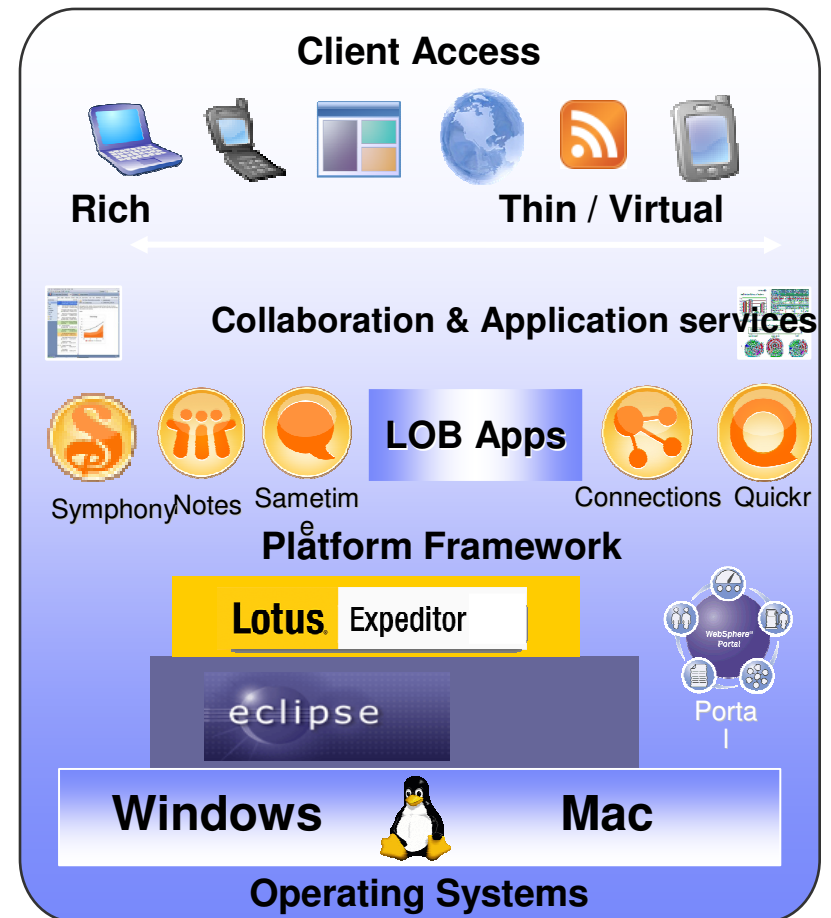 Client Access
Rich
Thin / Virtual
Collaboration & Application services
LOB Apps
Symphony
Notes
Sametim
e
Connections
Quickr
Platform Framework
Lotus. Expeditor
WebSphere®
Portal
eclipse
Porta
l
Windows
Mac
Operating Systems